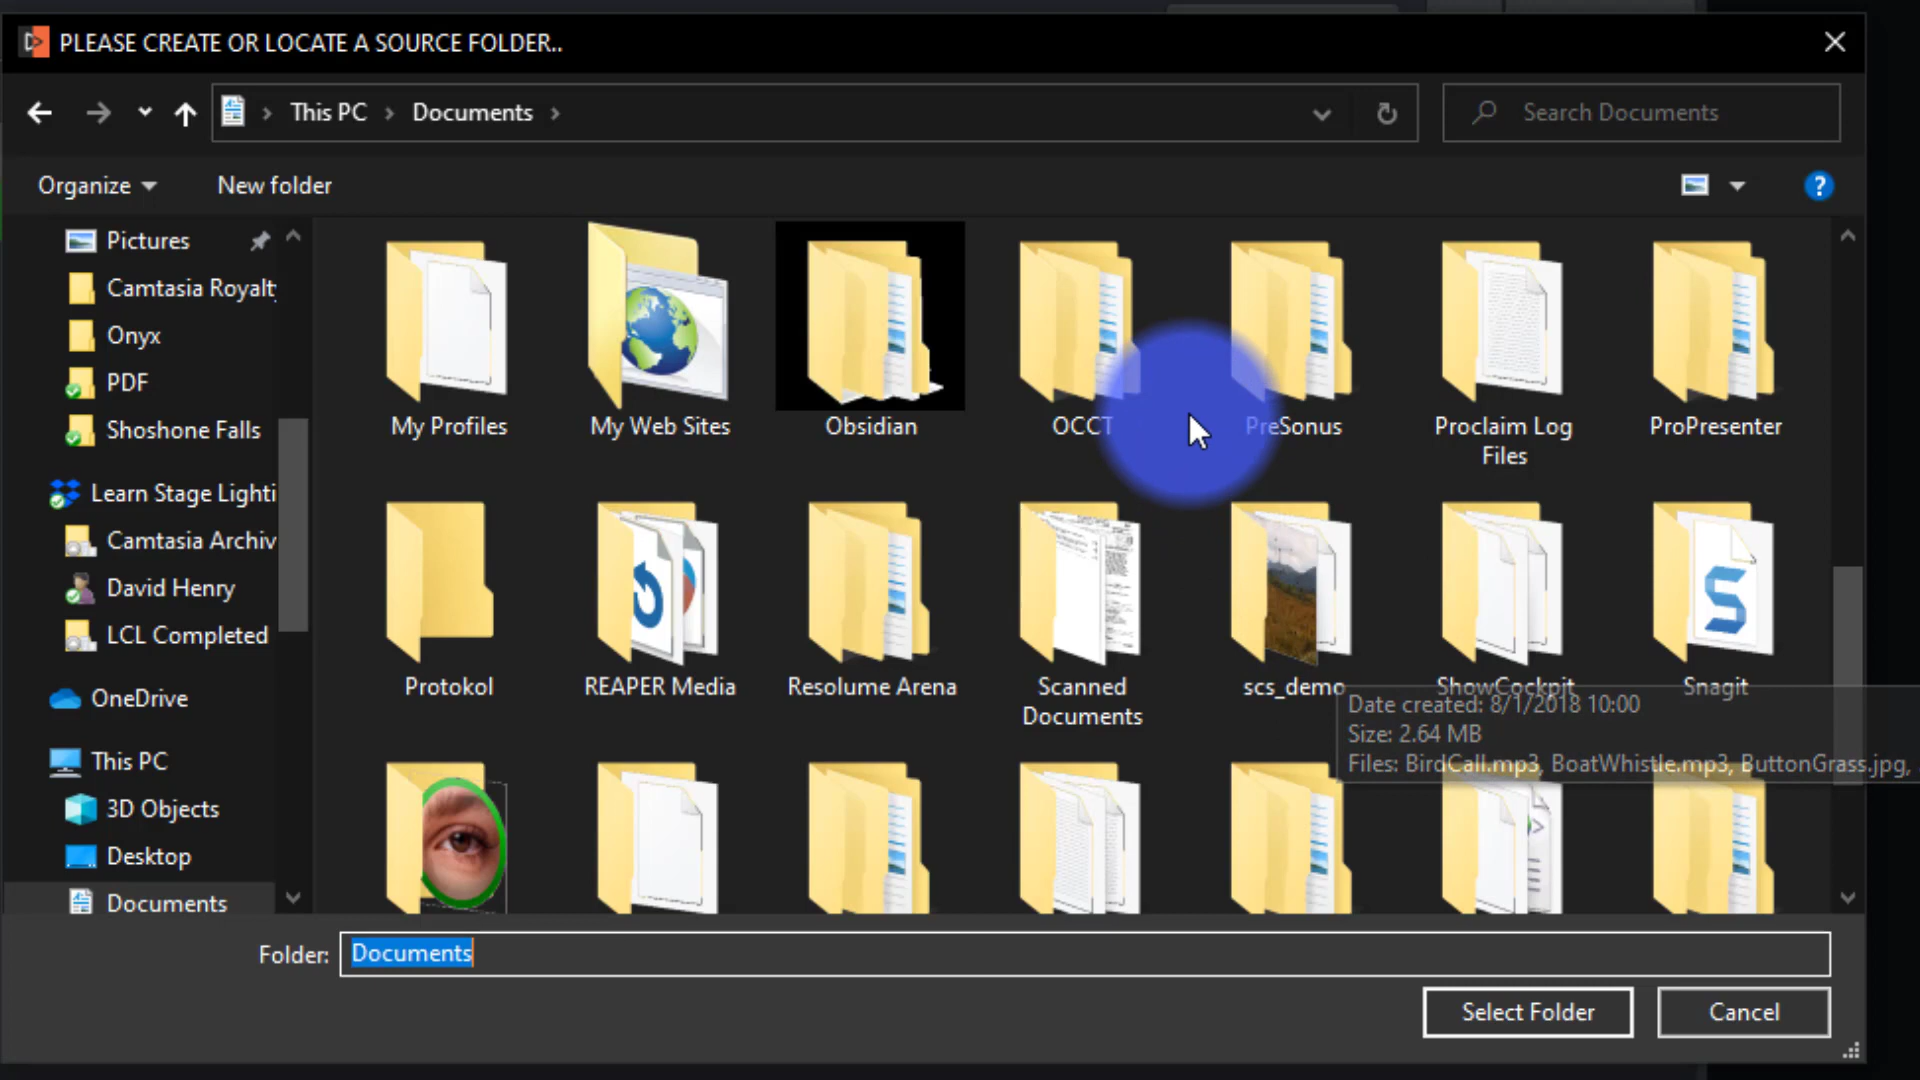 PLEASE CREATE OR LOCATE A SOURCE FOLDER..
This PC
Documents
Search Documents
Organize
New folder
?
Pictures
Camtasia Royalt
Onyx
PDF
Shoshone Falls
Learn Stage Lighti
Camtasia Archiv
David Henry
LCL Completed
OneDrive
This PC
3D Objects
Desktop
Documents
My Profiles
My Web Sites
Obsidian
OCCT
PreSonus
Proclaim Log
Files
ProPresenter
Protokol
REAPER Media
Resolume Arena
Scanned
Documents
scs_demo
ShowCockpit
Snagit
Date created: 8/1/2018 10:00
Size: 2.64 MB
Files: BirdCall.mp3, BoatWhistle.mp3, ButtonGrass.jpg,
Folder:
Documents
Select Folder
Cancel